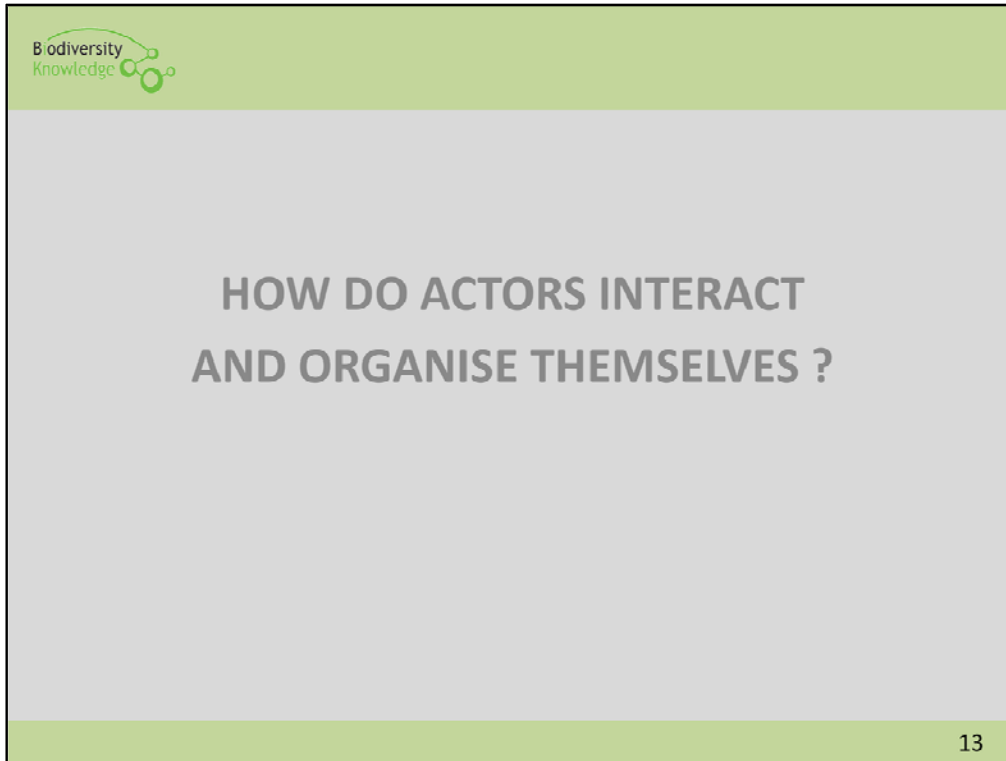 Biodiversity
Knowledge
HOW DO ACTORS INTERACT
AND ORGANISE THEMSELVES ?
13